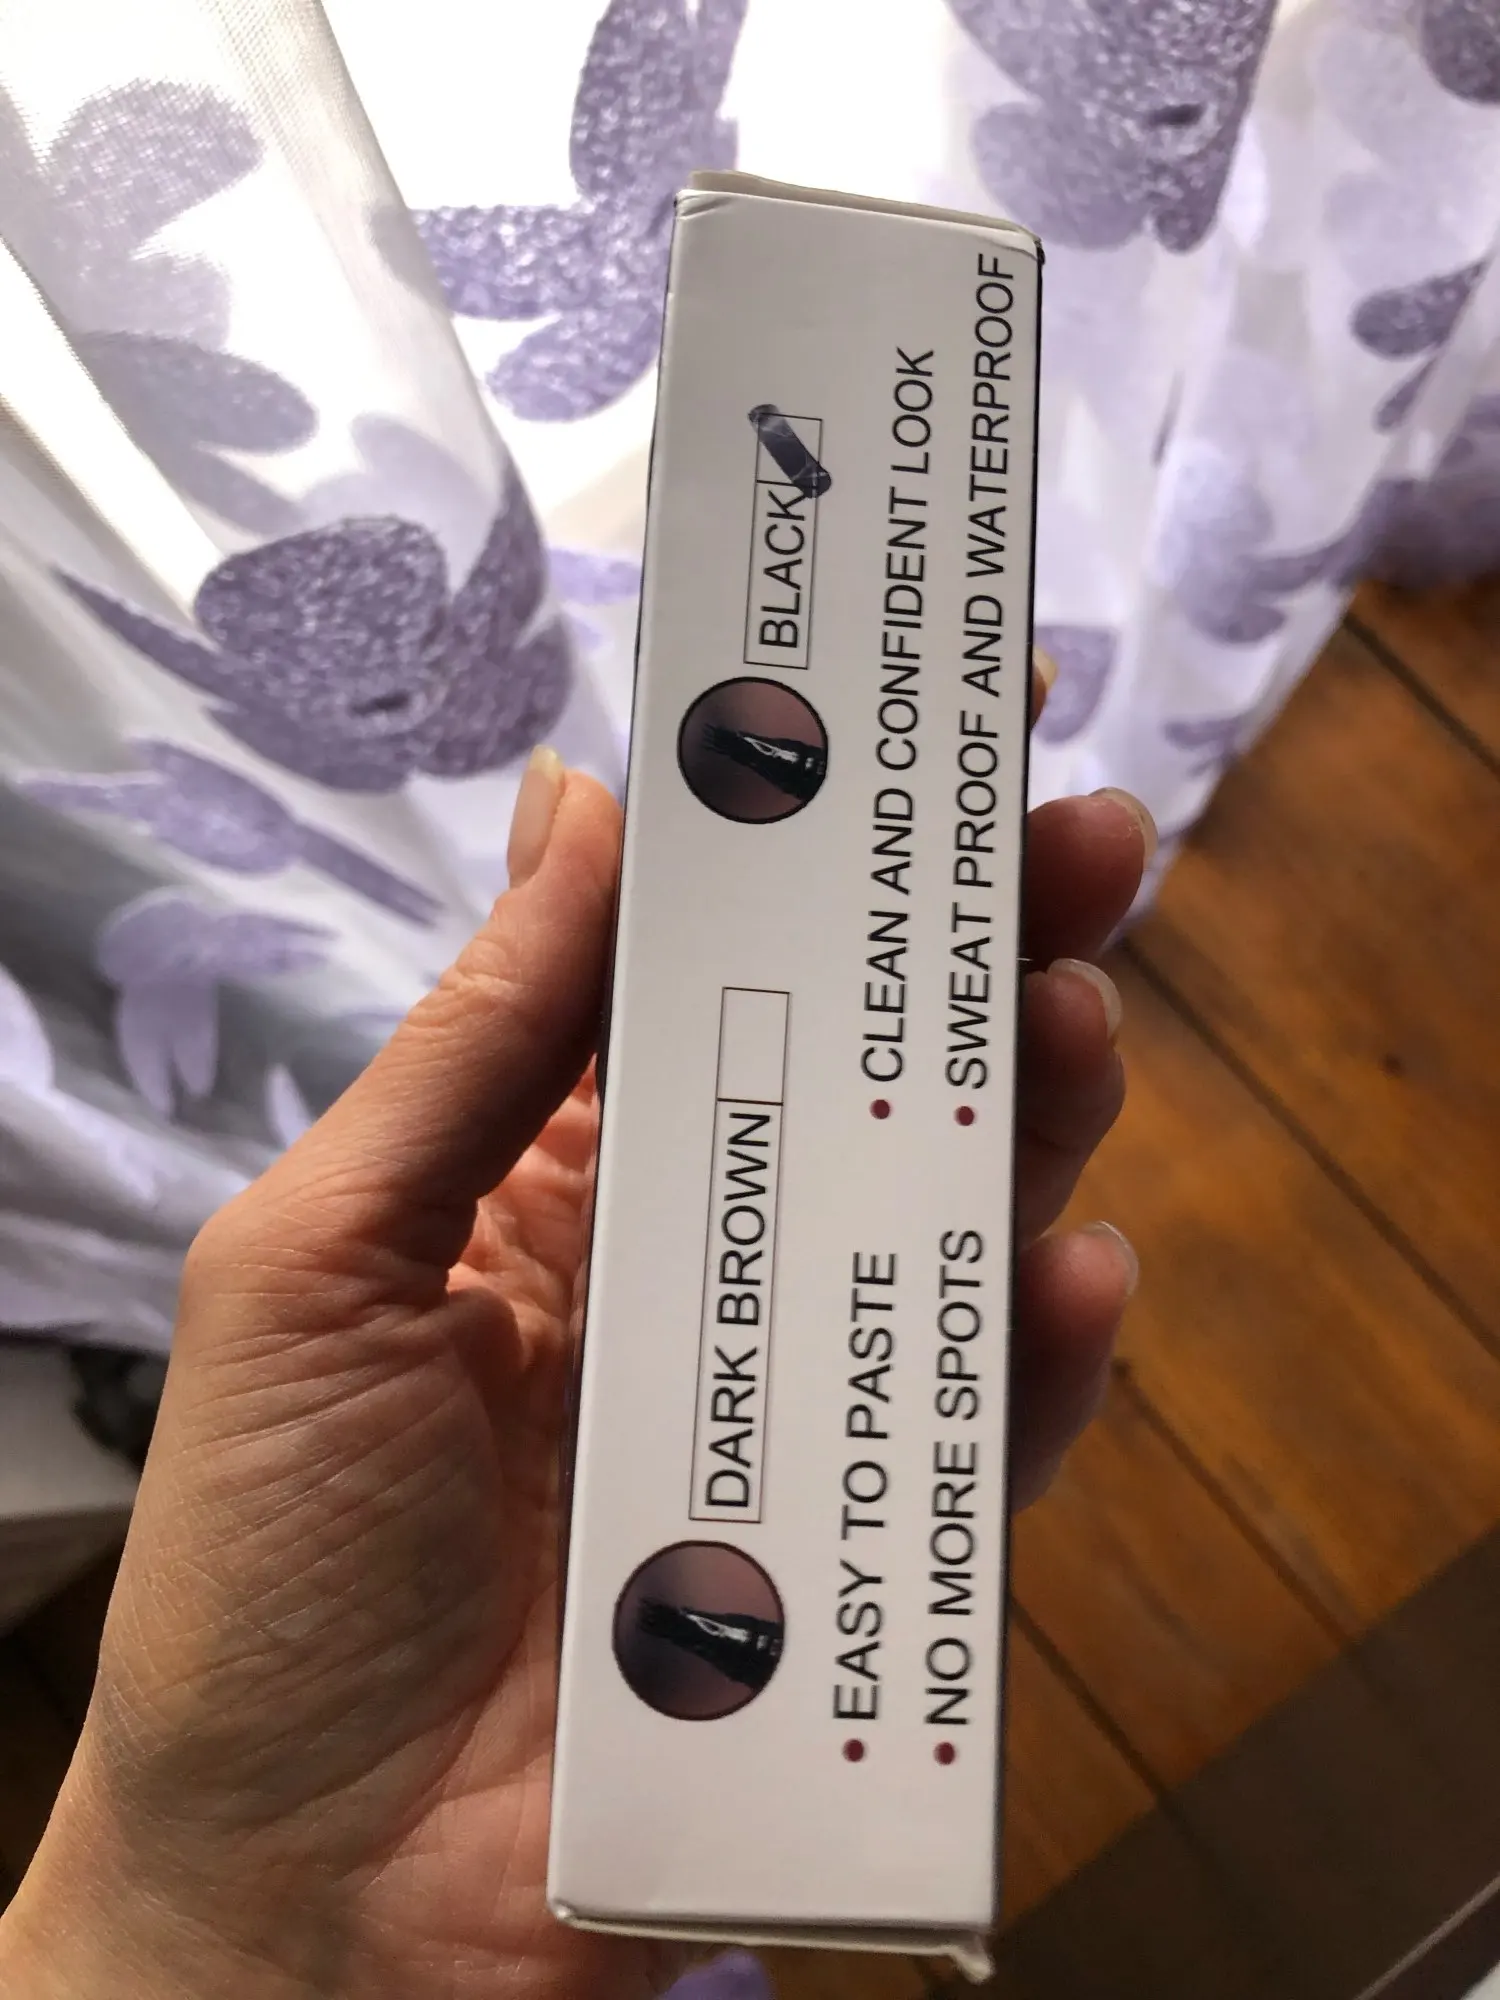 DARK BROWN
BLACK
• EASY TO PASTE
• CLEAN AND CONFIDENT LOOK
• NO MORE SPOTS
• SWEAT PROOF AND WATERPROOF